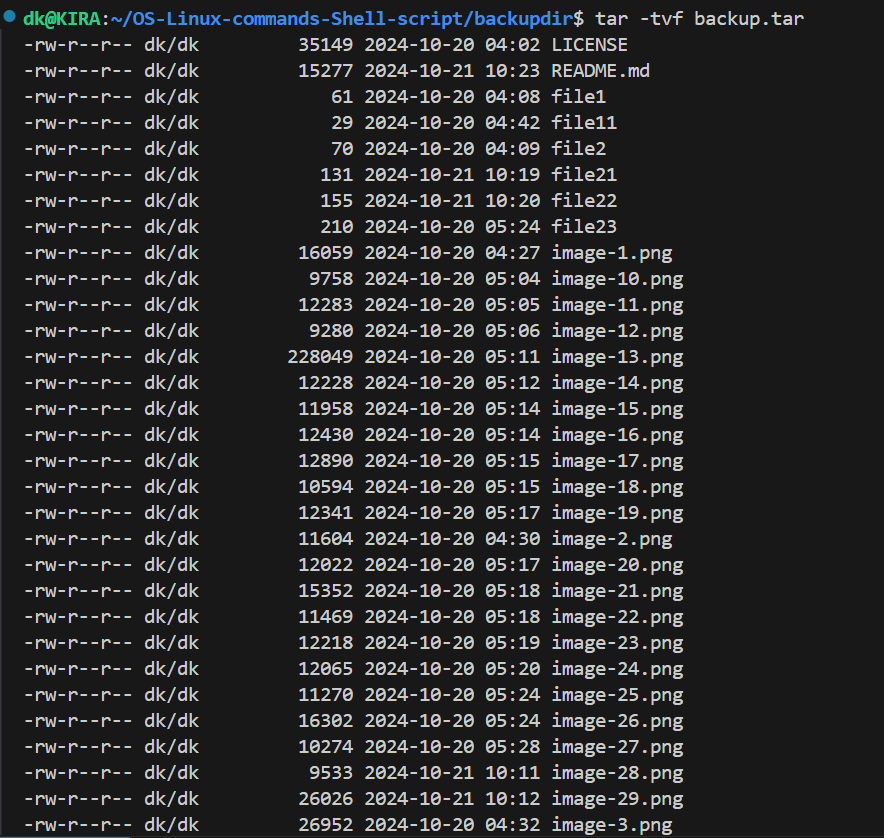 dk@KIRA:~/OS-Linux-commands-Shell-script/backupdir$ tar -tvf backup.tar
-rw-r--r-- dk/dk         35149 2024-10-20 04:02 LICENSE
-rw-r--r-- dk/dk         15277 2024-10-21 10:23 README.md
-rw-r--r-- dk/dk            61 2024-10-20 04:08 file1
-rw-r--r-- dk/dk            29 2024-10-20 04:42 file11
-rw-r--r-- dk/dk            70 2024-10-20 04:09 file2
-rw-r--r-- dk/dk           131 2024-10-21 10:19 file21
-rw-r--r-- dk/dk           155 2024-10-21 10:20 file22
-rw-r--r-- dk/dk           210 2024-10-20 05:24 file23
-rw-r--r-- dk/dk         16059 2024-10-20 04:27 image-1.png
-rw-r--r-- dk/dk          9758 2024-10-20 05:04 image-10.png
-rw-r--r-- dk/dk         12283 2024-10-20 05:05 image-11.png
-rw-r--r-- dk/dk          9280 2024-10-20 05:06 image-12.png
-rw-r--r-- dk/dk        228049 2024-10-20 05:11 image-13.png
-rw-r--r-- dk/dk         12228 2024-10-20 05:12 image-14.png
-rw-r--r-- dk/dk         11958 2024-10-20 05:14 image-15.png
-rw-r--r-- dk/dk         12430 2024-10-20 05:14 image-16.png
-rw-r--r-- dk/dk         12890 2024-10-20 05:15 image-17.png
-rw-r--r-- dk/dk         10594 2024-10-20 05:15 image-18.png
-rw-r--r-- dk/dk         12341 2024-10-20 05:17 image-19.png
-rw-r--r-- dk/dk         11604 2024-10-20 04:30 image-2.png
-rw-r--r-- dk/dk         12022 2024-10-20 05:17 image-20.png
-rw-r--r-- dk/dk         15352 2024-10-20 05:18 image-21.png
-rw-r--r-- dk/dk         11469 2024-10-20 05:18 image-22.png
-rw-r--r-- dk/dk         12218 2024-10-20 05:19 image-23.png
-rw-r--r-- dk/dk         12065 2024-10-20 05:20 image-24.png
-rw-r--r-- dk/dk         11270 2024-10-20 05:24 image-25.png
-rw-r--r-- dk/dk         16302 2024-10-20 05:24 image-26.png
-rw-r--r-- dk/dk         10274 2024-10-20 05:28 image-27.png
-rw-r--r-- dk/dk          9533 2024-10-21 10:11 image-28.png
-rw-r--r-- dk/dk         26026 2024-10-21 10:12 image-29.png
-rw-r--r-- dk/dk         26952 2024-10-20 04:32 image-3.png